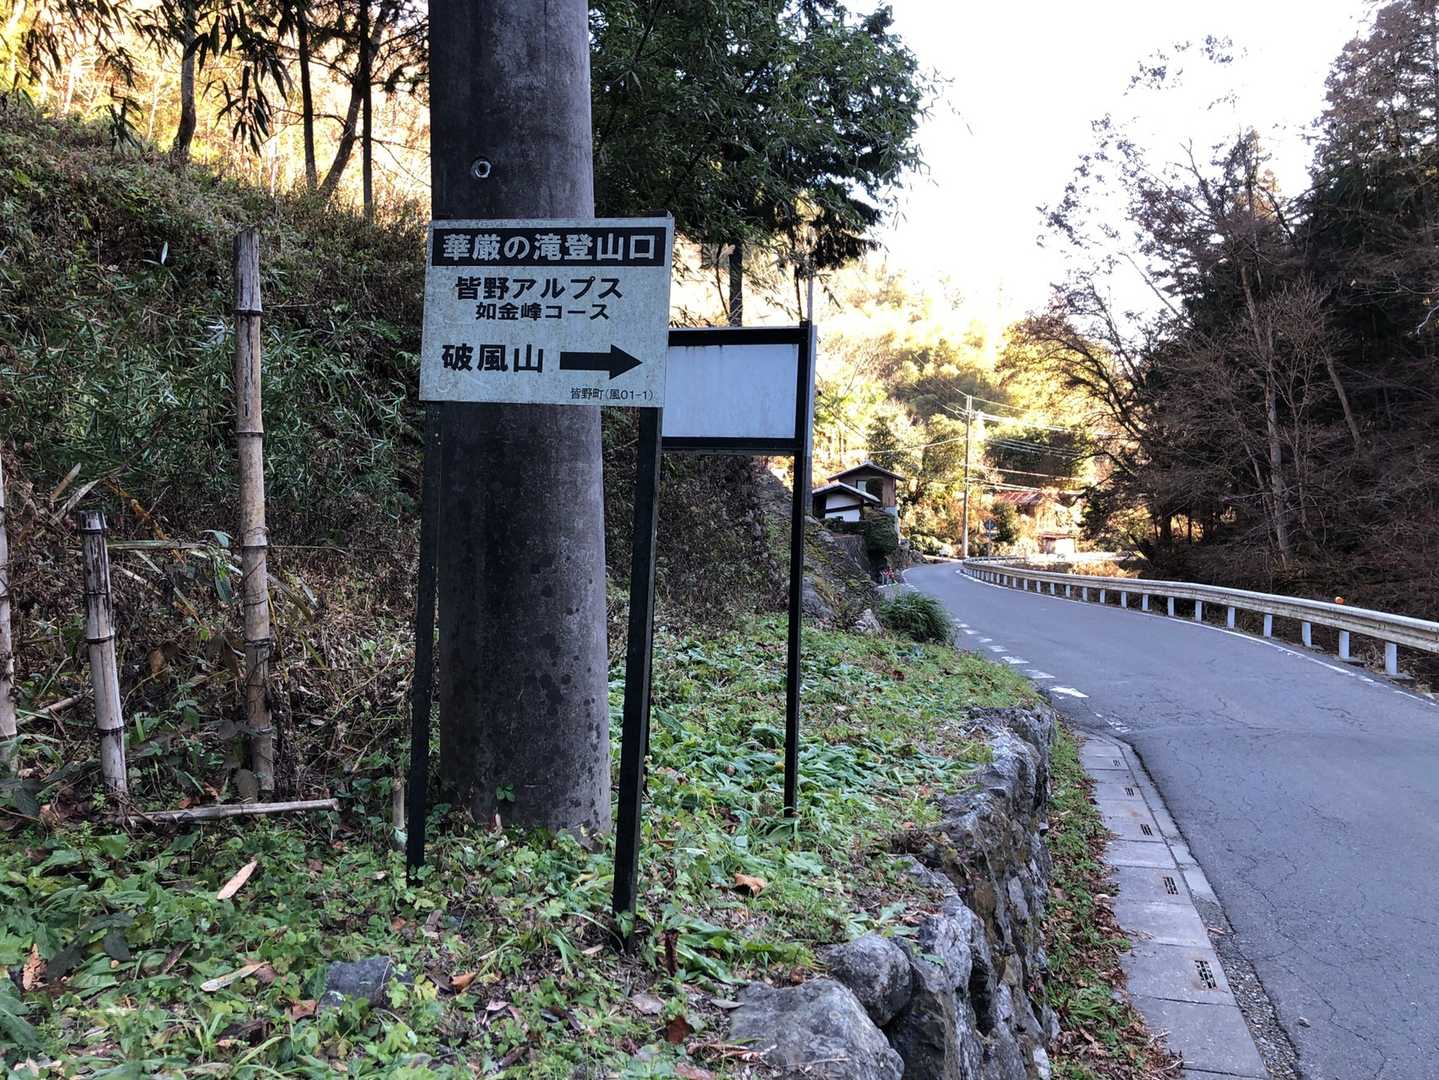 華厳の滝登山口
皆野アルプス
如金峰コース
破風山
皆野町(風01-1)